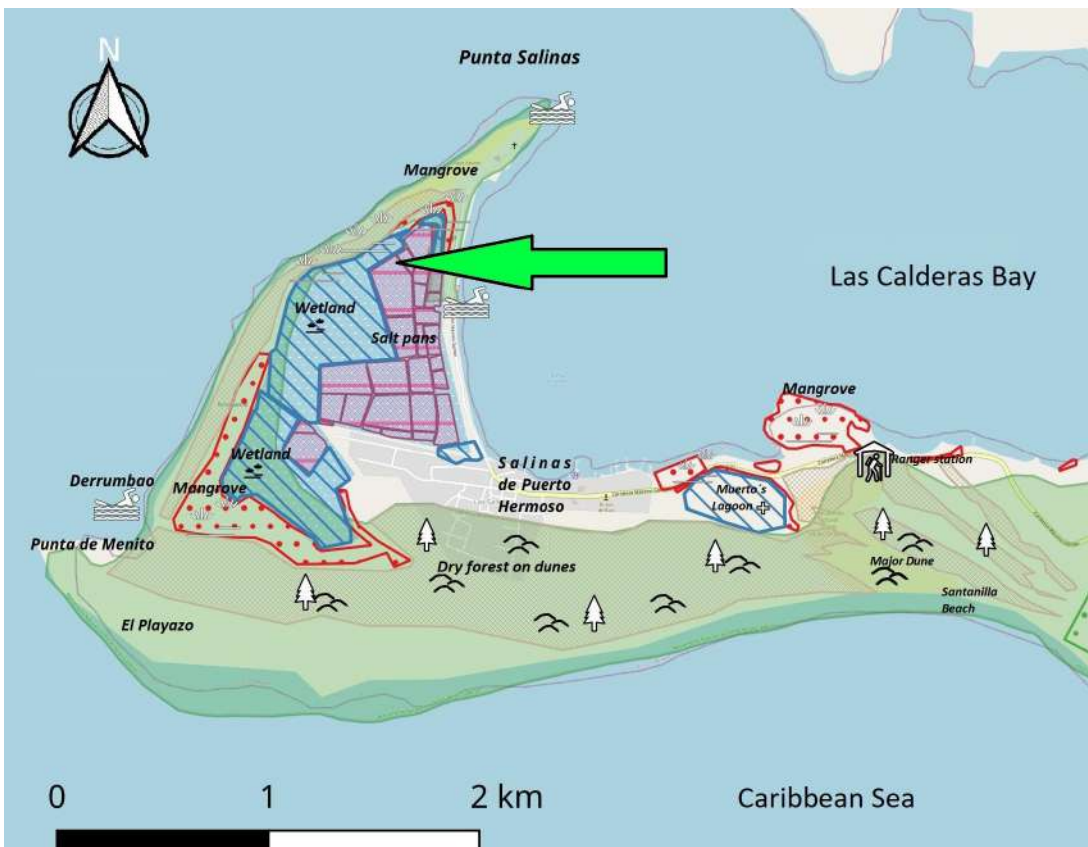 N
Punta Salinas
Mangrove
Las Calderas Bay
Wetland
Salt pans
Mangrove
Wetland
Salinas
de Puerto
Hermoso
Ranger station
Derrumbao
Mangrove
Muerto´s
Lagoon
Punta de Menito
Dry forest on dunes
Major Dune
Santanilla
Beach
El Playazo
0
1
2 km
Caribbean Sea